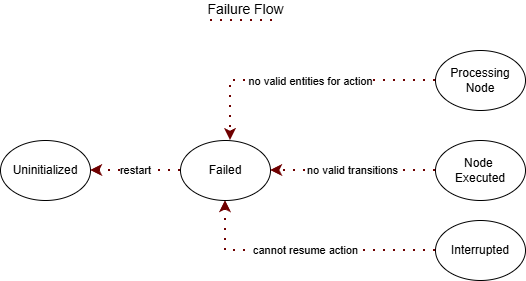 Failure Flow
Processing
Node
no valid entities for action
Uninitialized
restart
Failed
no valid transitions
Node
Executed
cannot resume action
Interrupted